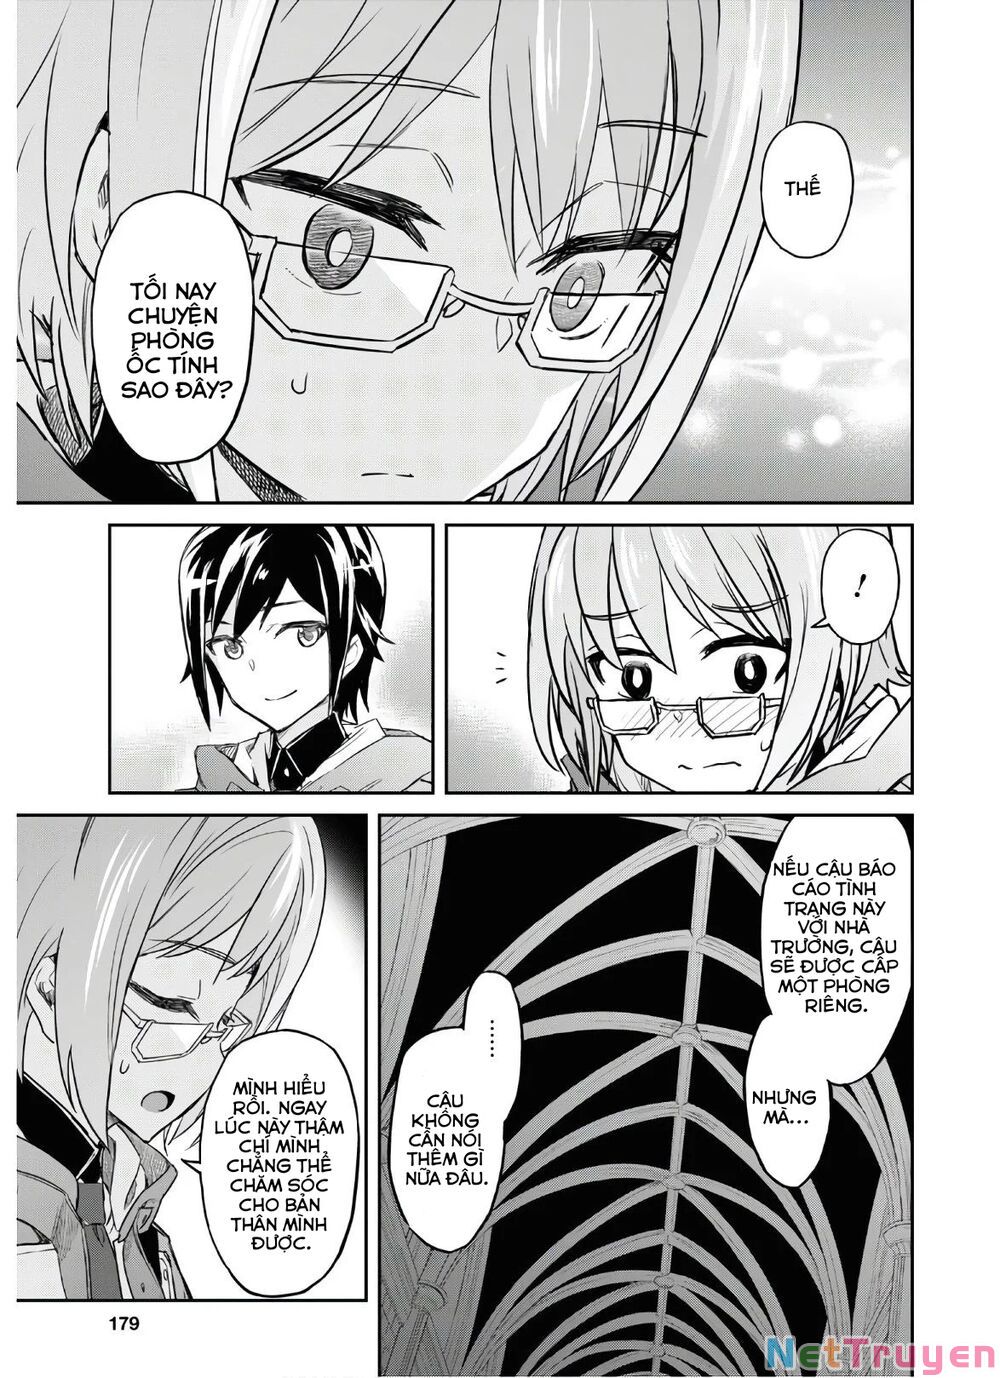 THẾ
TỐI NAY
CHUYỆN
PHÒNG
ỐC TÍNH
SAO ĐÂY?
!
NẾU CẬU BÁO
CÁO TÌNH
TRẠNG NÀY
VỚI NHÀ
TRƯỜNG, CẬU
SẼ ĐƯỢC CẤP
MỘT PHÒNG
RIÊNG.
NHƯNG
MÀ...
......
CẬU
KHÔNG
CẦN NÓI
THÊM GÌ
NỮA ĐÂU.
MÌNH HIỂU
RỒI. NGAY
LÚC NÀY THẬM
CHÍ MÌNH
CHẲNG THỂ
CHĂM SÓC
CHO BẢN
THÂN MÌNH
ĐƯỢC.
179
NetTruyen